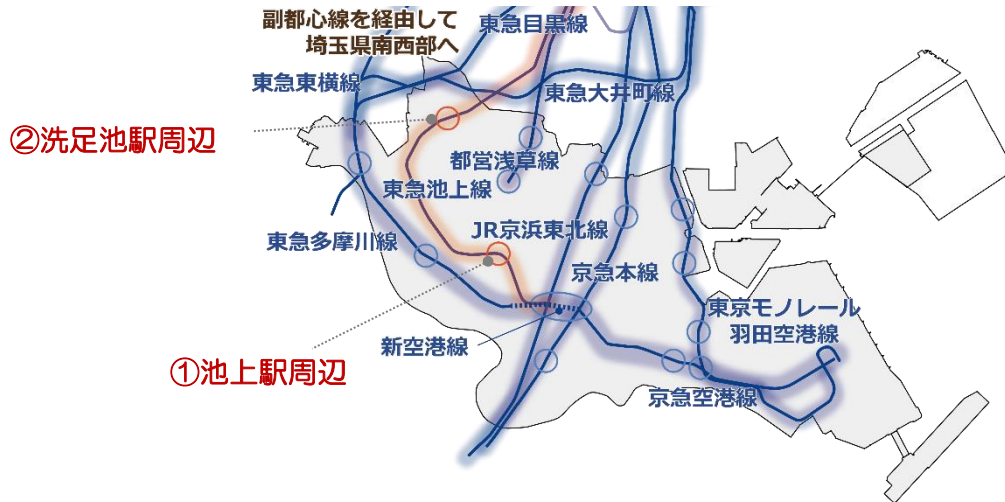 副都心線を経由して
埼玉県南西部へ
東急目黒線
東急東横線
東急大井町線
②洗足池駅周辺
都営浅草線
東急池上線
JR京浜東北線
東急多摩川線
京急本線
東京モノレール
羽田空港線
新空港線
①池上駅周辺
京急空港線